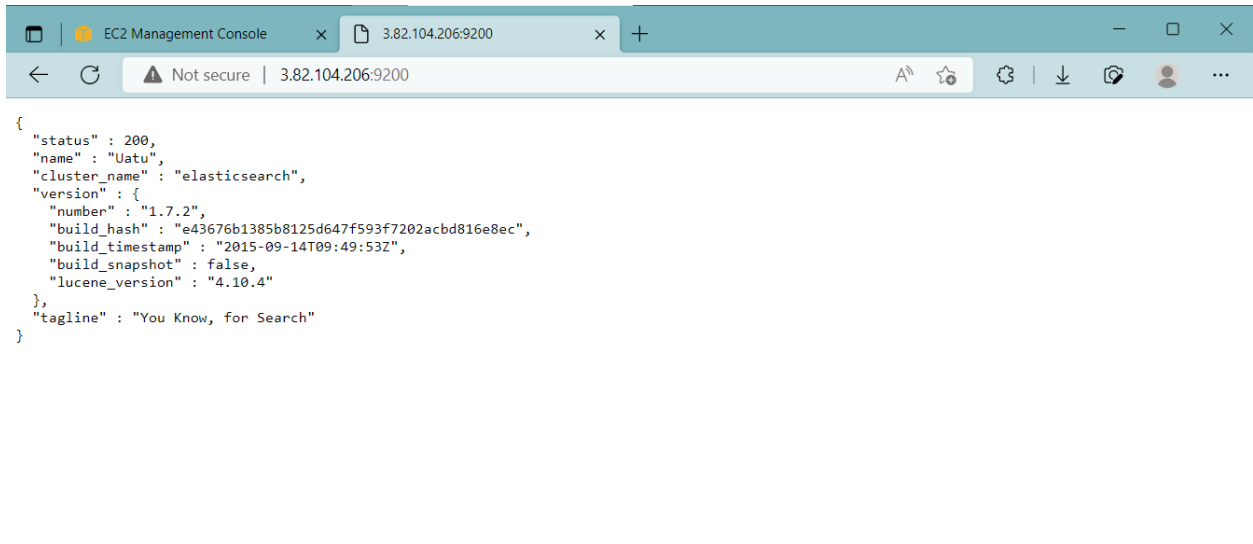 EC2 Management Console
3.82.104.206:9200
Not secure | 3.82.104.206:9200
{
  "status" : 200,
  "name" : "Uatu",
  "cluster_name" : "elasticsearch",
  "version" : {
    "number" : "1.7.2",
    "build_hash" : "e43676b1385b8125d647f593f7202acbd816e8ec",
    "build_timestamp" : "2015-09-14T09:49:53Z",
    "build_snapshot" : false,
    "lucene_version" : "4.10.4"
  },
  "tagline" : "You Know, for Search"
}